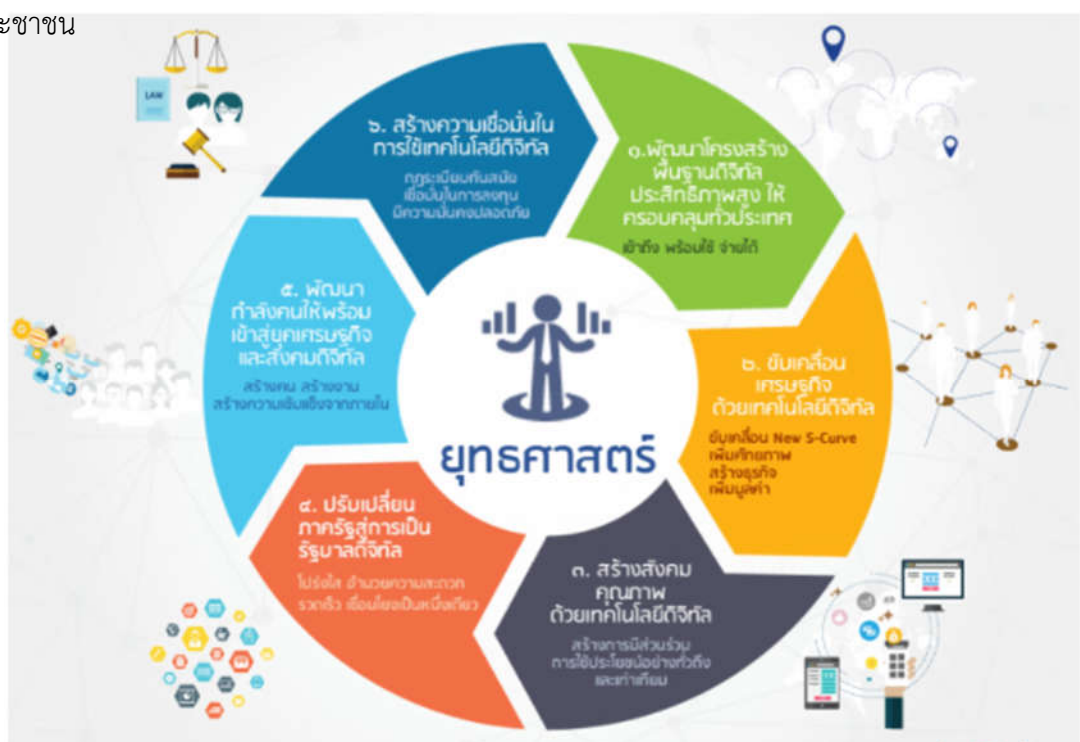 ะชาชน
LAW
๑.พัฒนาโครงสร้าง
พื้นฐานดิจิทัล
ประสิทธิภาพสูง ให้
ครอบคลุมทั่วประเทศ
เข้าถึง พร้อมใช้ จ่ายได้
๒. ขับเคลื่อน
เศรษฐกิจ
ด้วยเทคโนโลยีดิจิทัล
ขับเคลื่อน New S-Curve
เพิ่มศักยภาพ
สร้างธุรกิจ
เพิ่มมูลค่า
๓. สร้างสังคม
คุณภาพ
ด้วยเทคโนโลยีดิจิทัล
สร้างการมีส่วนร่วม
การใช้ประโยชน์อย่างทั่วถึง
และเท่าเทียม
๔. ปรับเปลี่ยน
ภาครัฐสู่การเป็น
รัฐบาลดิจิทัล
โปร่งใส อำนวยความสะดวก
รวดเร็ว เชื่อมโยงเป็นหนึ่งเดียว
๕. พัฒนา
กำลังคนให้พร้อม
เข้าสู่ยุคเศรษฐกิจ
และสังคมดิจิทัล
สร้างคน สร้างงาน
สร้างความเข้มแข็งจากภายใน
๖. สร้างความเชื่อมั่นใน
การใช้เทคโนโลยีดิจิทัล
กฎระเบียบทันสมัย
เชื่อมั่นในการลงทุน
มีความมั่นคงปลอดภัย
ยุทธศาสตร์